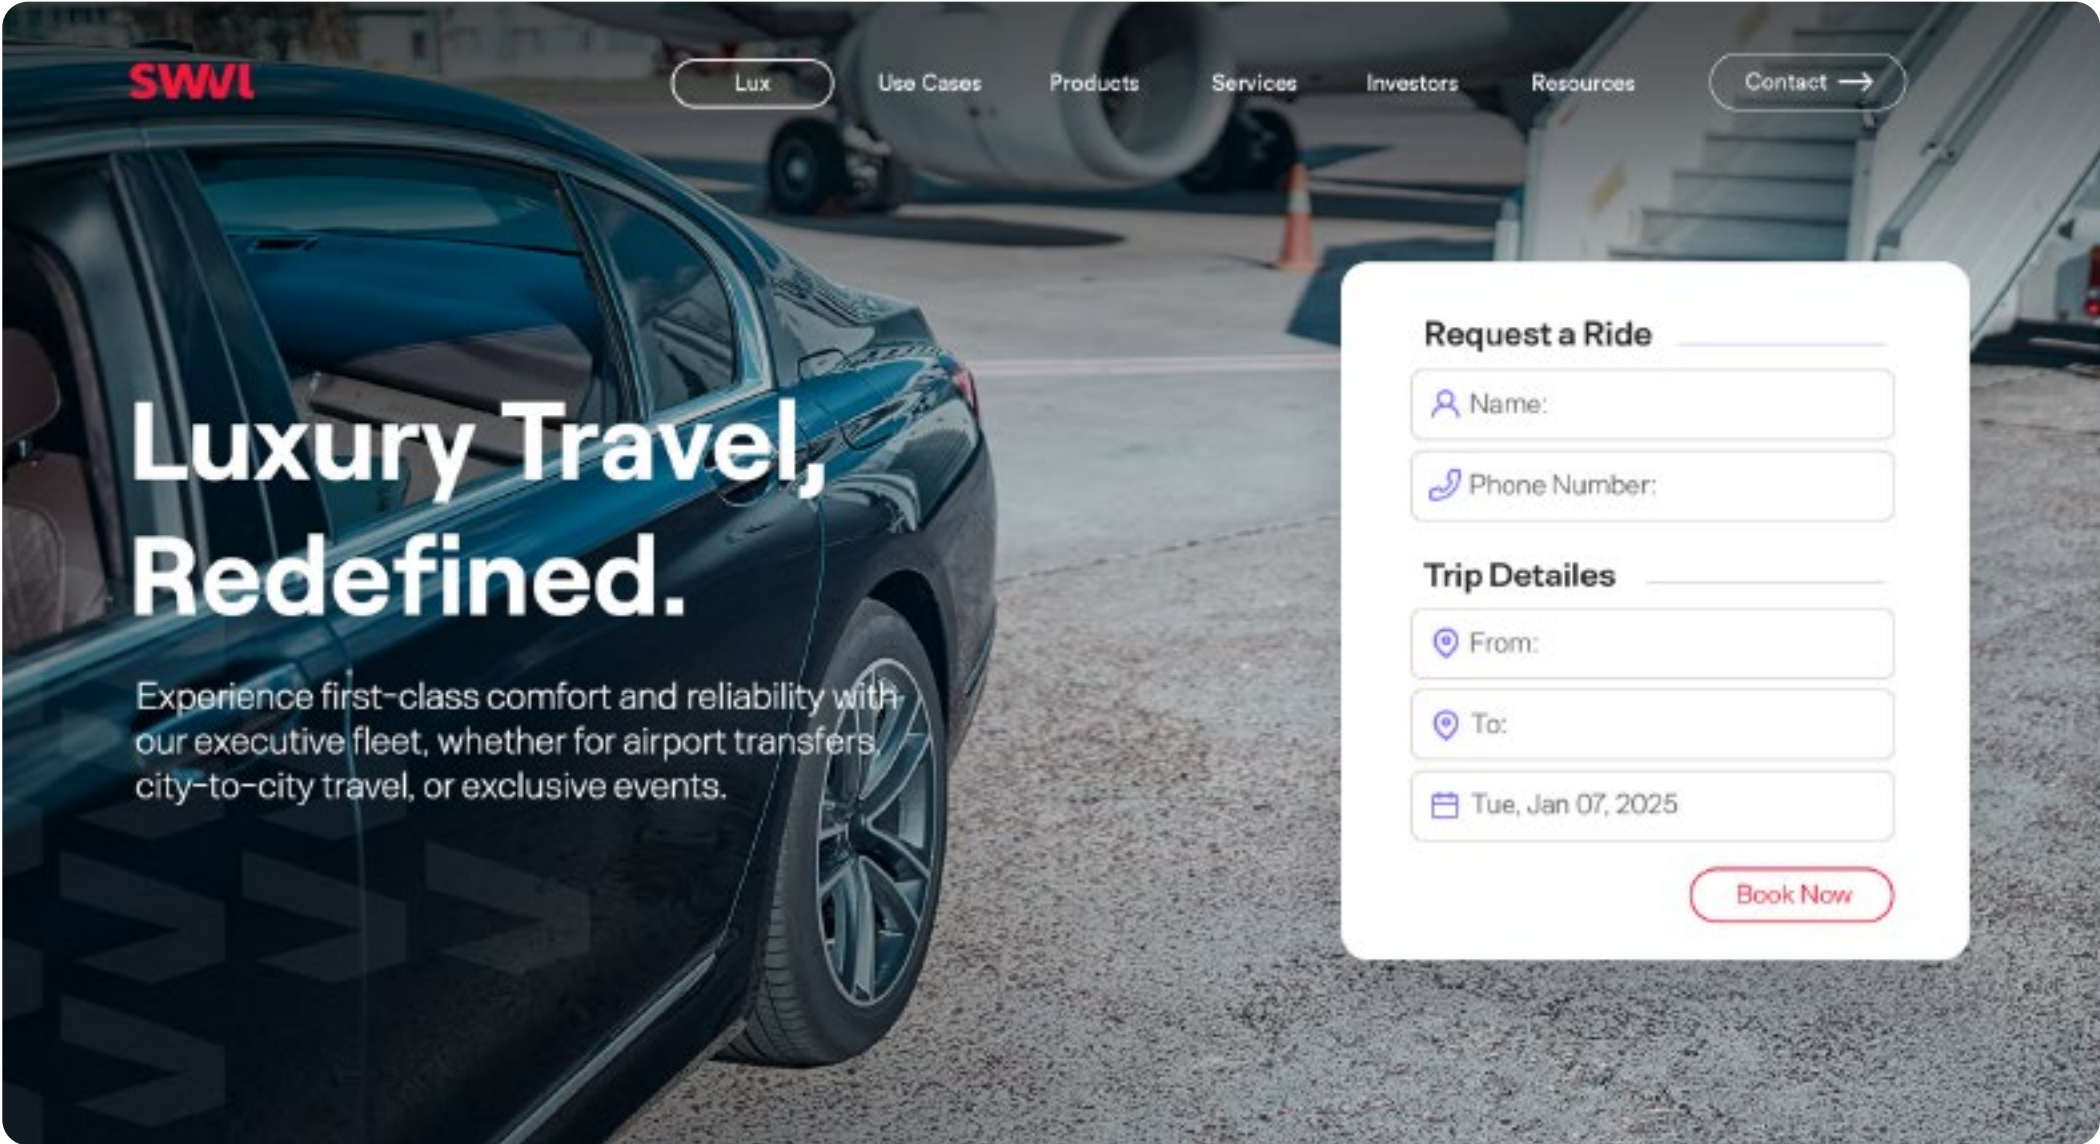 SWVL
Lux
Use Cases
Products
Services
Investors
Resources
Contact →
Luxury Travel,
Redefined.
Experience first-class comfort and reliability with
our executive fleet, whether for airport transfers,
city-to-city travel, or exclusive events.
Request a Ride
Name:
Phone Number:
Trip Detailes
From:
To:
Tue, Jan 07, 2025
Book Now